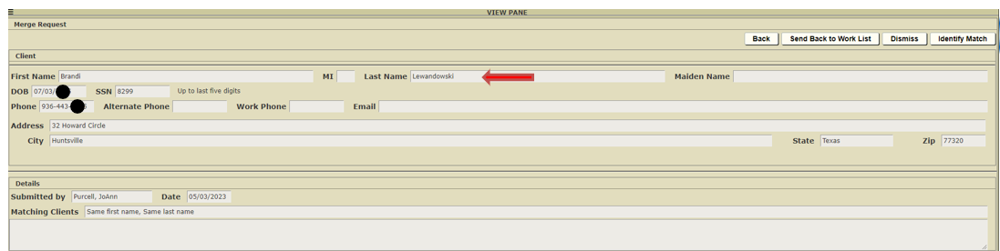 VIEW PANE
Merge Request
Back Send Back to Work List Dismiss Identify Match
Client
First Name Brandi MI Last Name Lewandowski Maiden Name
DOB 07/03/ SSN 8299 Up to last five digits
Phone 936-443- Alternate Phone Work Phone Email
Address 32 Howard Circle
City Huntsville State Texas Zip 77320
Details
Submitted by Purcell, JoAnn Date 05/03/2023
Matching Clients Same first name, Same last name